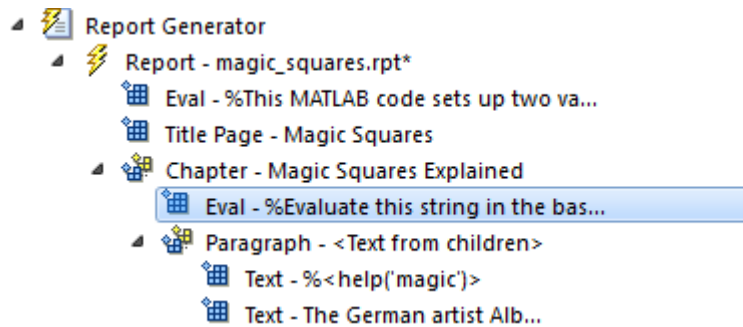 Report Generator
Report - magic_squares.rpt*
Eval - %This MATLAB code sets up two va...
Title Page - Magic Squares
Chapter - Magic Squares Explained
Eval - %Evaluate this string in the bas...
Paragraph - <Text from children>
Text - %<help('magic')>
Text - The German artist Alb...